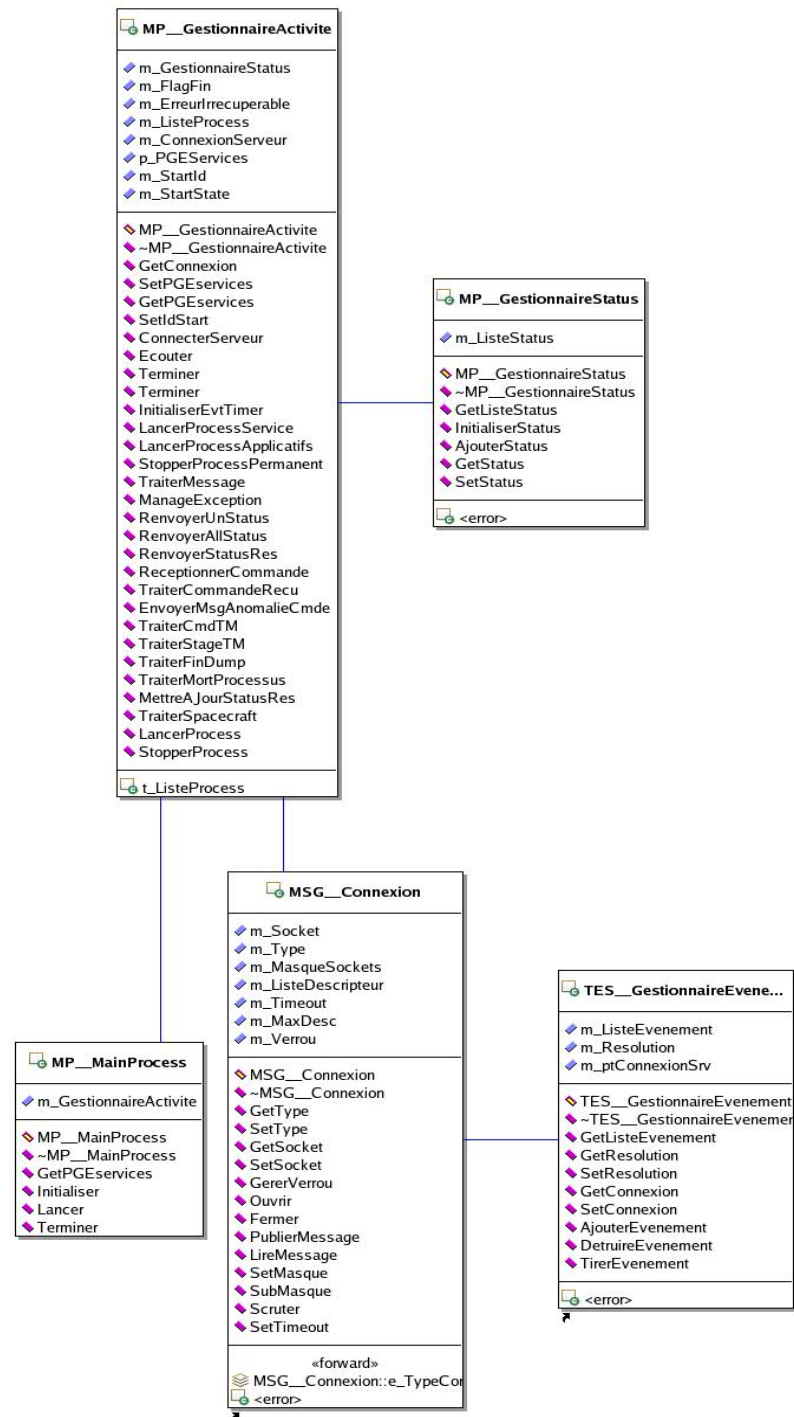 MP__GestionnaireActivite
m_GestionnaireStatus
m_FlagFin
m_ErreurIrrecuperable
m_ListeProcess
m_ConnexionServeur
p_PGEServices
m_StartId
m_StartState
MP__GestionnaireActivite
~MP__GestionnaireActivite
GetConnexion
SetPGEservices
GetPGEservices
SetIdStart
ConnecterServeur
Ecouter
Terminer
Terminer
InitialiserEvtTimer
LancerProcessService
LancerProcessApplicatifs
StopperProcessPermanent
TraiterMessage
ManageException
RenvoyerUnStatus
RenvoyerAllStatus
RenvoyerStatusRes
ReceptionnerCommande
TraiterCommandeRecu
EnvoyerMsgAnomalieCmde
TraiterCmdTM
TraiterStageTM
TraiterFinDump
TraiterMortProcessus
MettreAJourStatusRes
TraiterSpacecraft
LancerProcess
StopperProcess
t_ListeProcess
MP__GestionnaireStatus
m_ListeStatus
MP__GestionnaireStatus
~MP__GestionnaireStatus
GetListeStatus
InitialiserStatus
AjouterStatus
GetStatus
SetStatus
<error>
MP__MainProcess
m_GestionnaireActivite
MP__MainProcess
~MP__MainProcess
GetPGEservices
Initialiser
Lancer
Terminer
MSG__Connexion
m_Socket
m_Type
m_MasqueSockets
m_ListeDescripteur
m_Timeout
m_MaxDesc
m_Verrou
MSG__Connexion
~MSG__Connexion
GetType
SetType
GetSocket
SetSocket
GererVerrou
Ouvrir
Fermer
PublierMessage
LireMessage
SetMasque
SubMasque
Scruter
SetTimeout
«forward»
MSG__Connexion::e_TypeCor
<error>
TES__GestionnaireEvene...
m_ListeEvenement
m_Resolution
m_ptConnexionSrv
TES__GestionnaireEvenement
~TES__GestionnaireEvenemer
GetListeEvenement
GetResolution
SetResolution
GetConnexion
SetConnexion
AjouterEvenement
DetruireEvenement
TirerEvenement
<error>